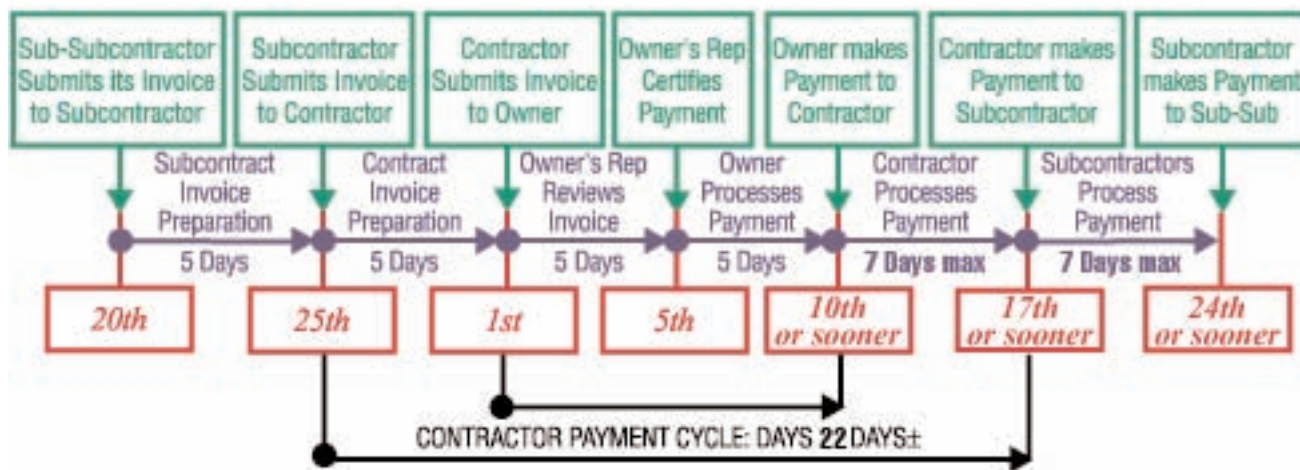 Sub-Subcontractor
Submits its Invoice
to Subcontractor
Subcontractor
Submits Invoice
to Contractor
Contractor
Submits Invoice
to Owner
Owner's Rep
Certifies
Payment
Owner makes
Payment to
Contractor
Contractor makes
Payment to
Subcontractor
Subcontractor
makes Payment
to Sub-Sub
Subcontract
Invoice
Preparation
5 Days
Contract
Invoice
Preparation
5 Days
Owner's Rep
Reviews
Invoice
5 Days
Owner
Processes
Payment
5 Days
Contractor
Processes
Payment
7 Days max
Subcontractors
Process
Payment
7 Days max
20th
25th
1st
5th
10th
or sooner
17th
or sooner
24th
or sooner
CONTRACTOR PAYMENT CYCLE: DAYS 22 DAYS±